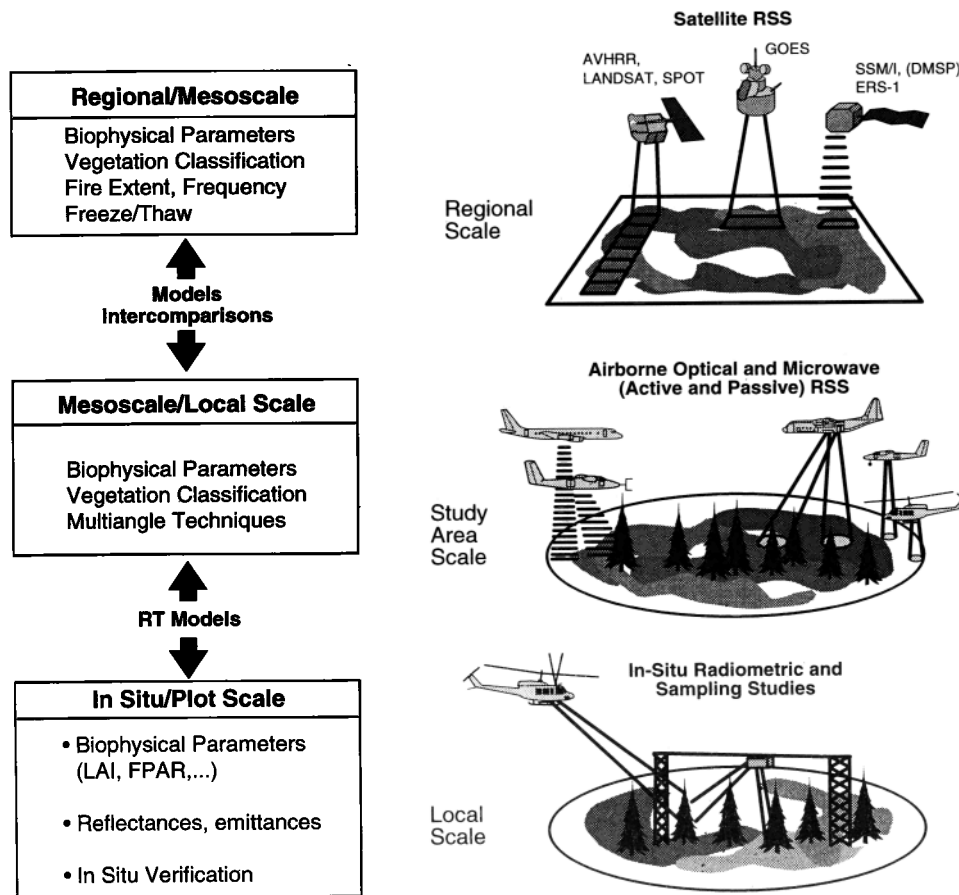 Regional/Mesoscale
Biophysical Parameters
Vegetation Classification
Fire Extent, Frequency
Freeze/Thaw
Models
Intercomparisons
Mesoscale/Local Scale
Biophysical Parameters
Vegetation Classification
Multiangle Techniques
RT Models
In Situ/Plot Scale
• Biophysical Parameters
(LAI, FPAR,...)
• Reflectances, emittances
• In Situ Verification
Satellite RSS
GOES
AVHRR,
LANDSAT, SPOT
SSM/I, (DMSP)
ERS-1
Regional
Scale
Airborne Optical and Microwave
(Active and Passive) RSS
Study
Area
Scale
In-Situ Radiometric and
Sampling Studies
Local
Scale